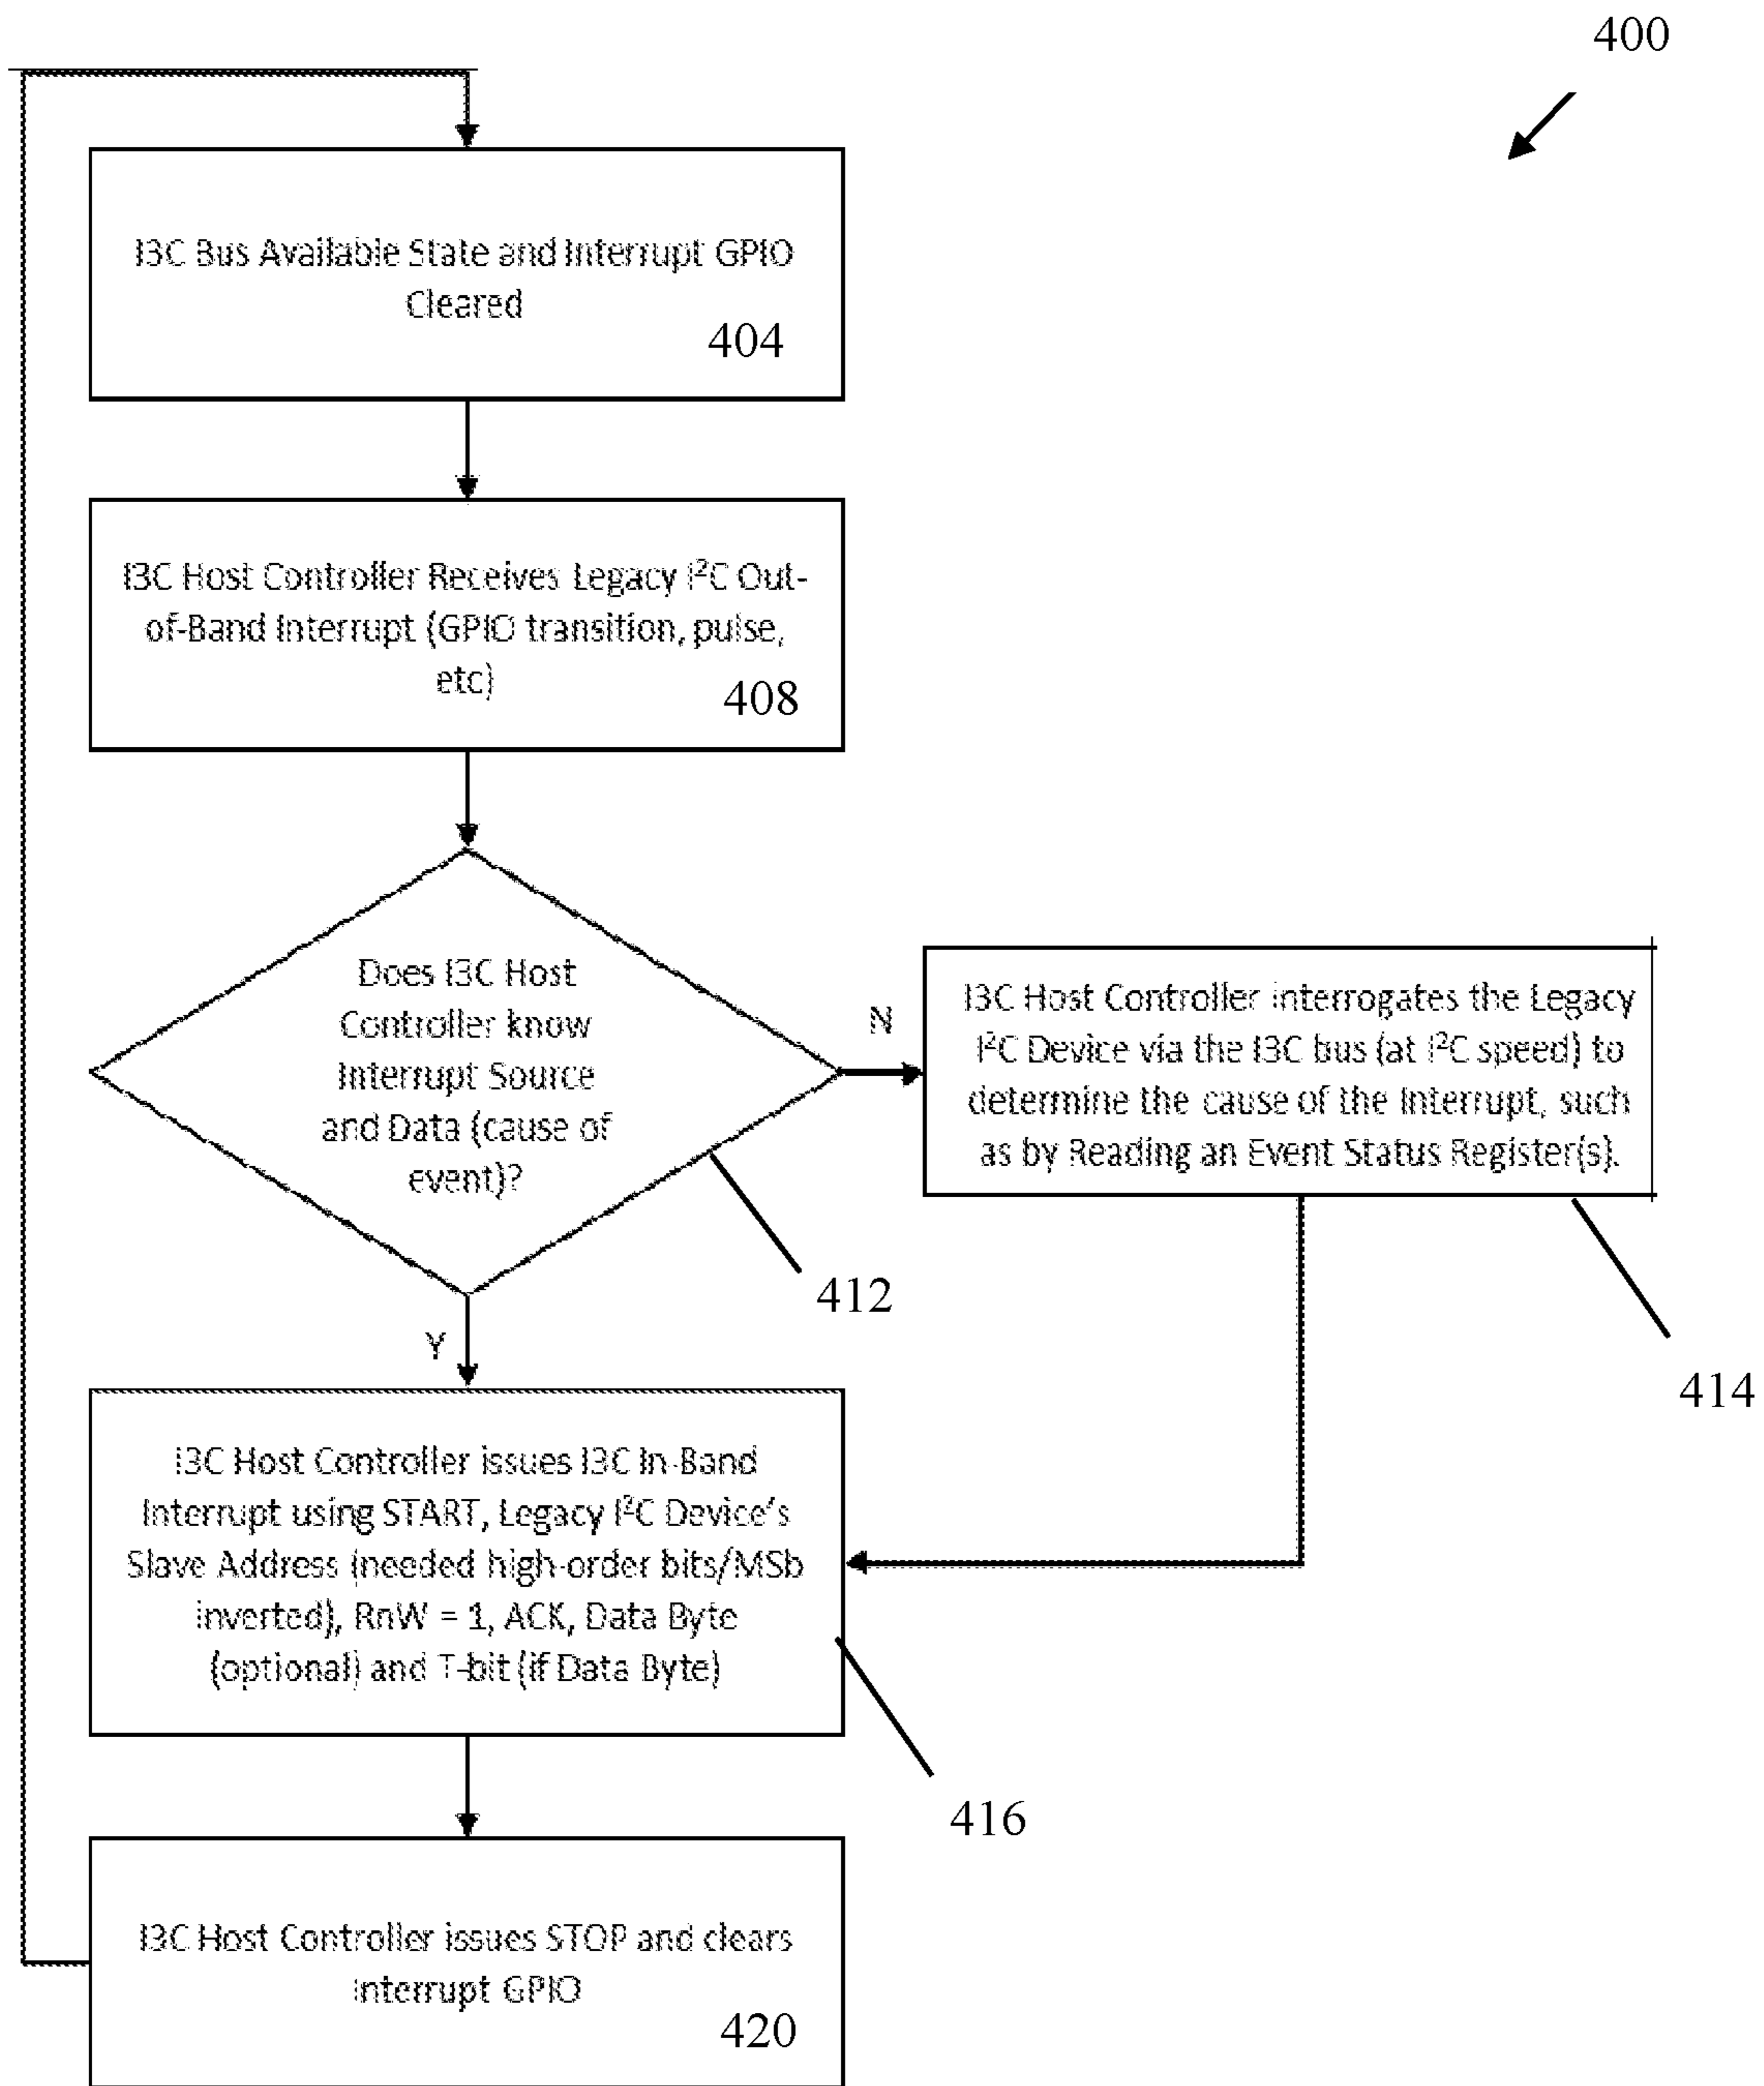 400
I3C Bus Available State and Interrupt GPIO
Cleared
404
I3C Host Controller Receives Legacy I²C Out-
of-Band Interrupt (GPIO transition, pulse,
etc)
408
Does I3C Host
Controller know
Interrupt Source
and Data (cause of
event)?
412
N
I3C Host Controller interrogates the Legacy
I²C Device via the I3C bus (at I²C speed) to
determine the cause of the Interrupt, such
as by Reading an Event Status Register(s).
414
Y
I3C Host Controller issues I3C In-Band
Interrupt using START, Legacy I²C Device's
Slave Address (needed high-order bits/MSb
inverted), RnW = 1, ACK, Data Byte
(optional) and T-bit (if Data Byte)
416
I3C Host Controller issues STOP and clears
Interrupt GPIO
420